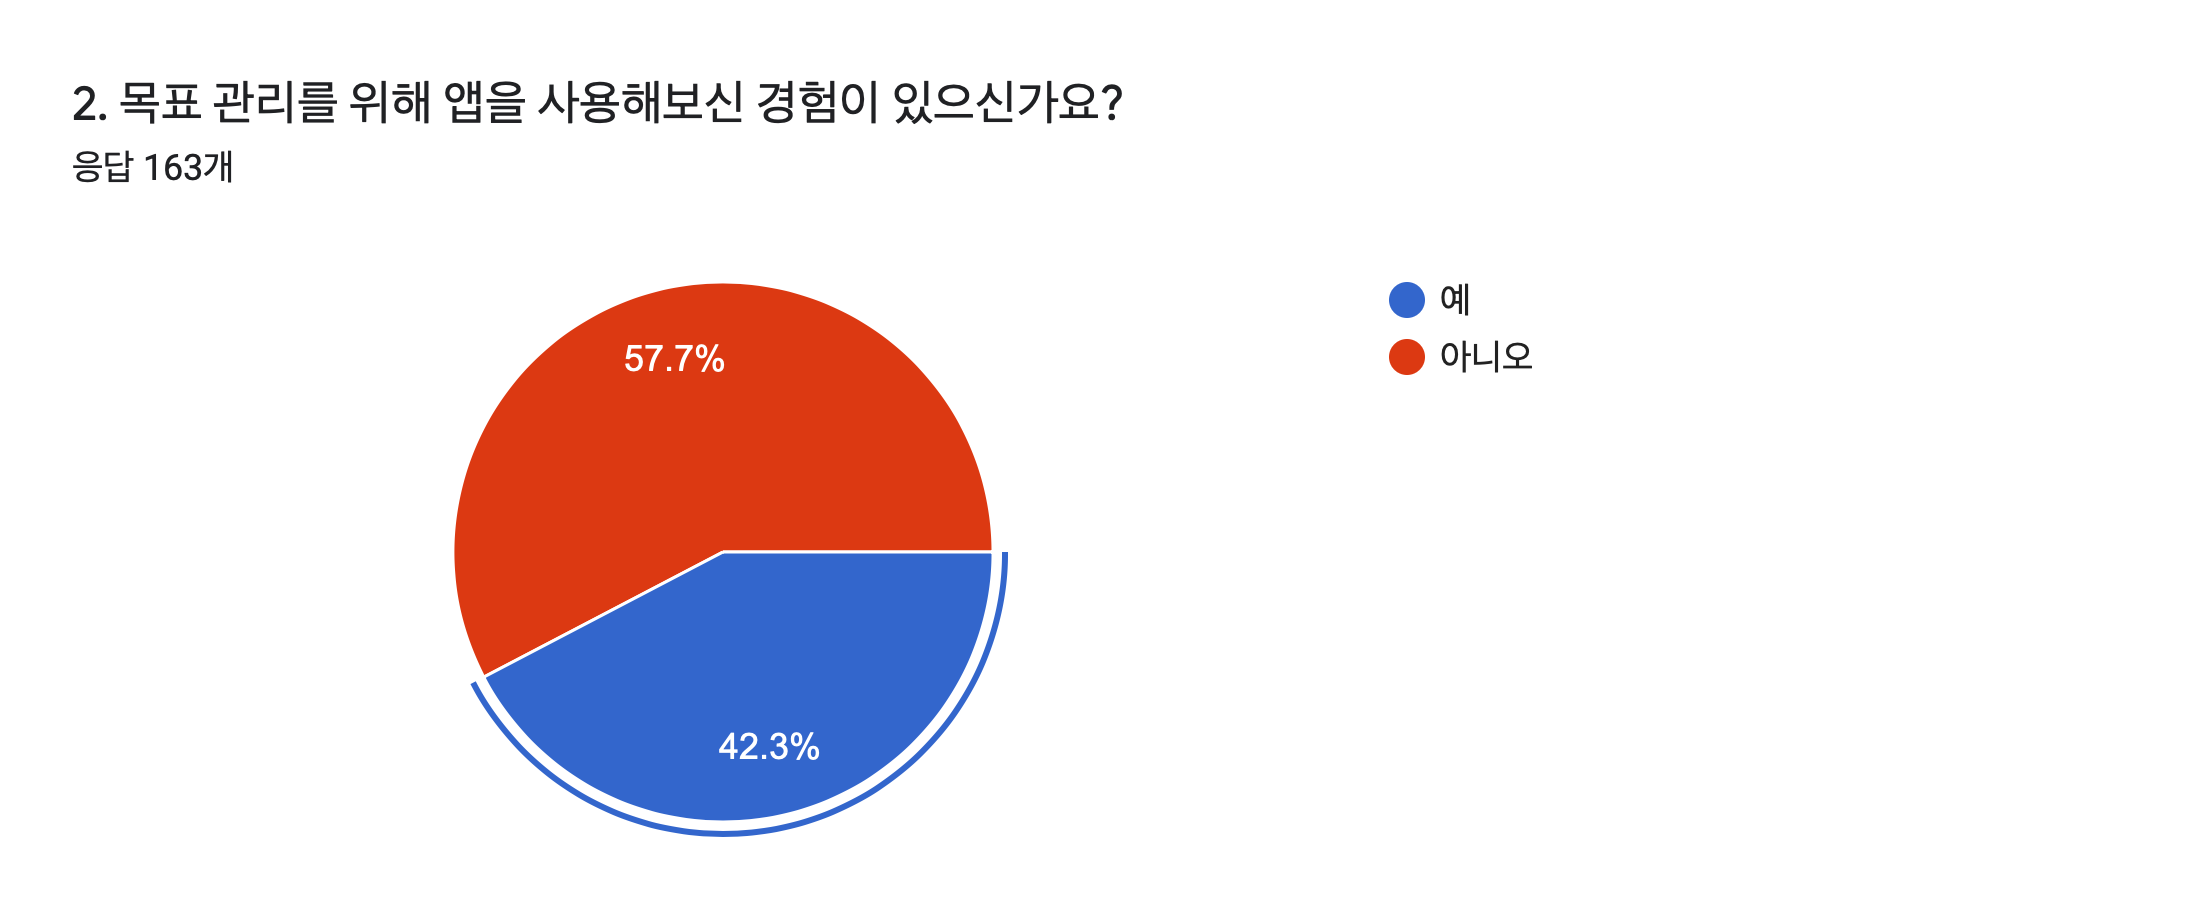 2. 목표 관리를 위해 앱을 사용해보신 경험이 있으신가요?
응답 163개
예
아니오
57.7%
42.3%